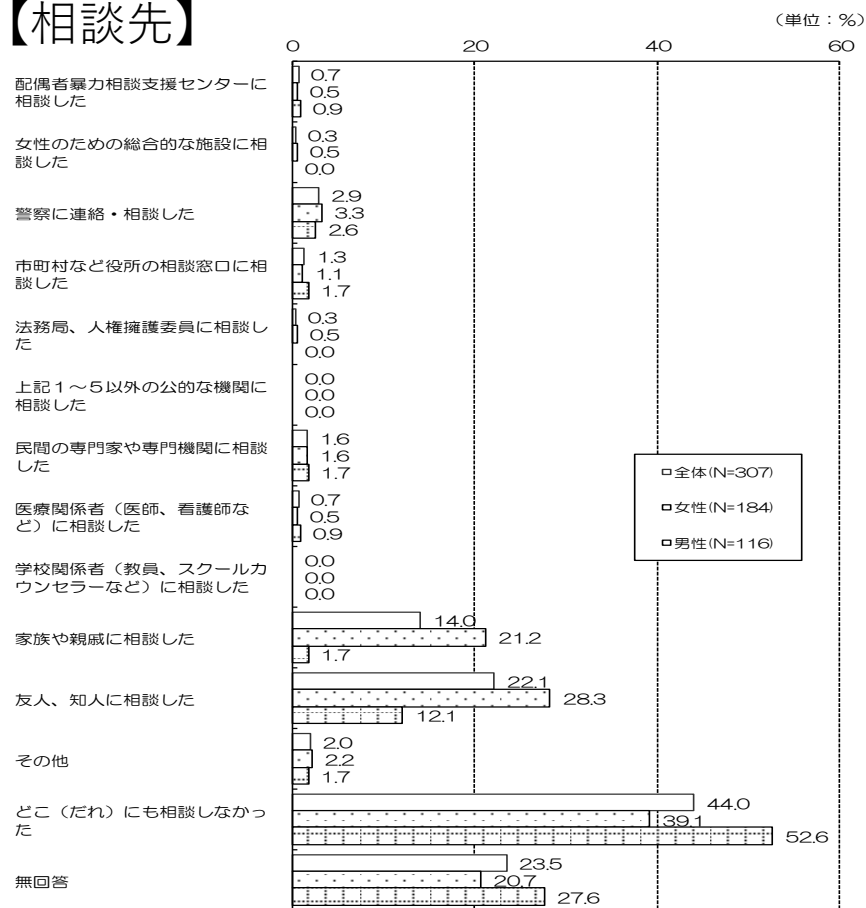 【相談先】
（単位：%）
0 20 40 60
配偶者暴力相談支援センターに
相談した
0.7
0.5
0.9
女性のための総合的な施設に相
談した
0.3
0.5
0.0
警察に連絡・相談した
2.9
3.3
2.6
市町村など役所の相談窓口に相
談した
1.3
1.1
1.7
法務局、人権擁護委員に相談し
た
0.3
0.5
0.0
上記１～５以外の公的な機関に
相談した
0.0
0.0
0.0
民間の専門家や専門機関に相談
した
1.6
1.6
1.7
医療関係者（医師、看護師な
ど）に相談した
0.7
0.5
0.9
学校関係者（教員、スクールカ
ウンセラーなど）に相談した
0.0
0.0
0.0
家族や親戚に相談した
14.0
21.2
1.7
友人、知人に相談した
22.1
28.3
12.1
その他
2.0
2.2
1.7
どこ（だれ）にも相談しなかっ
た
44.0
39.1
52.6
無回答
23.5
20.7
27.6
全体(N=307)
女性(N=184)
男性(N=116)